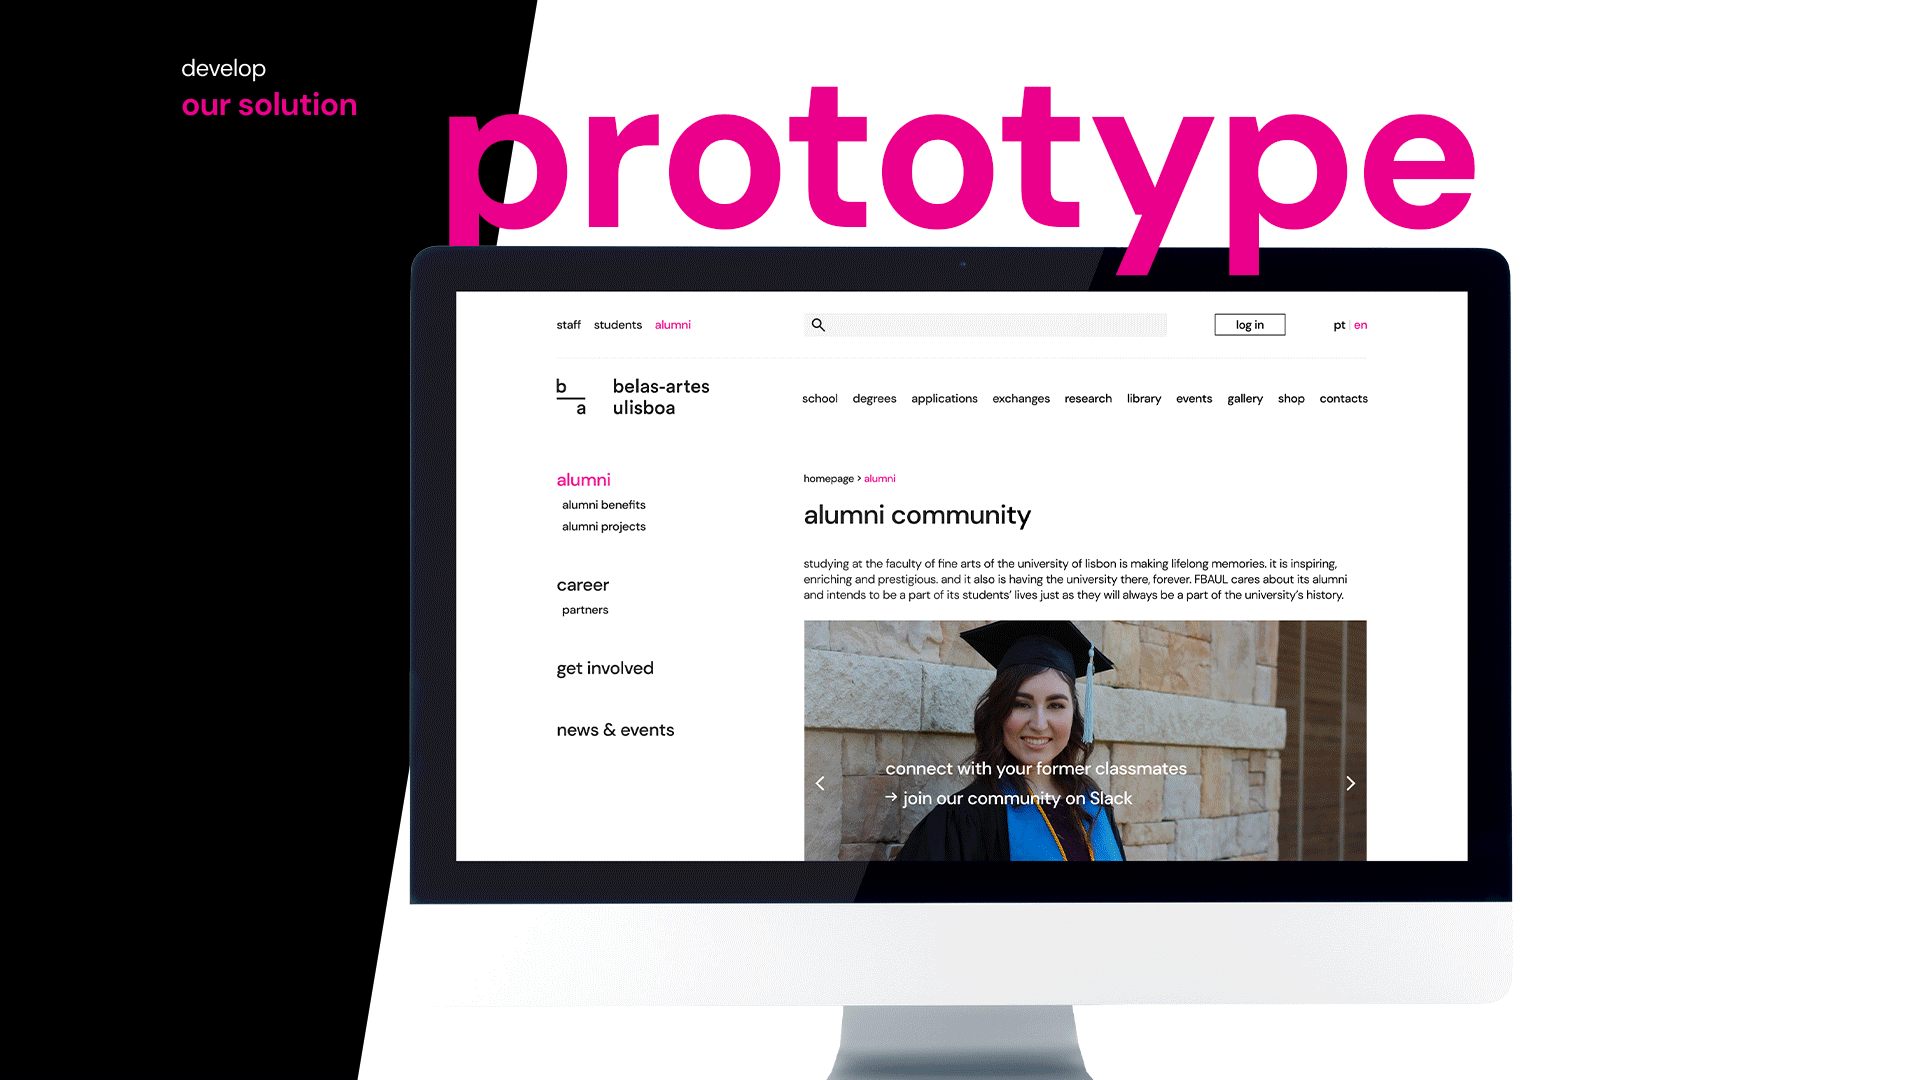 develop
our solution
prototype
staff students alumni
log in
pt | en
b
a
belas-artes
ulisboa
school degrees applications exchanges research library events gallery shop contacts
alumni
alumni benefits
alumni projects
career
partners
get involved
news & events
homepage > alumni
alumni community
studying at the faculty of fine arts of the university of lisbon is making lifelong memories. it is inspiring,
enriching and prestigious. and it also is having the university there, forever. FBAUL cares about its alumni
and intends to be a part of its students’ lives just as they will always be a part of the university’s history.
connect with your former classmates
→ join our community on Slack